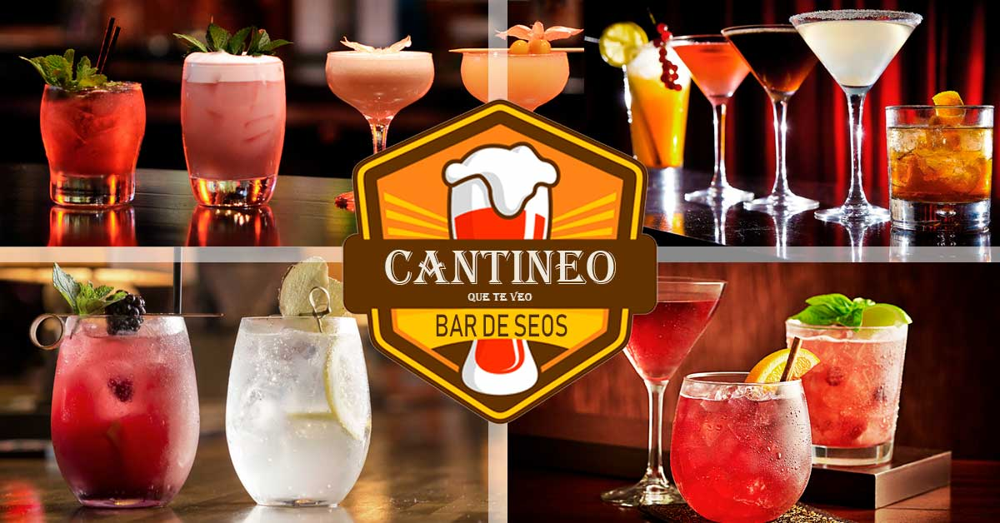 CANTINEO
QUE TE VEO
BAR DE SEOS